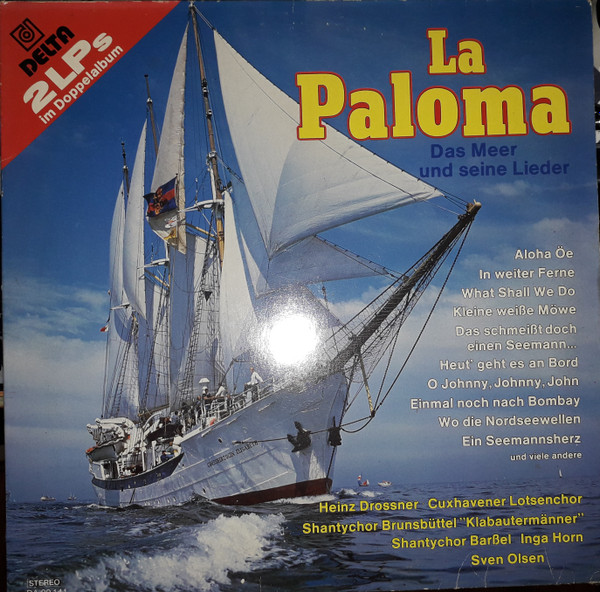 DELTA
2LPs
im Doppelalbum
La
Paloma
Das Meer
und seine Lieder
Aloha Öe
In weiter Ferne
What Shall We Do
Kleine weiße Möwe
Das schmeißt doch
einen Seemann...
Heut' geht es an Bord
O Johnny, Johnny, John
Einmal noch nach Bombay
Wo die Nordseewellen
Ein Seemannsherz
und viele andere
Heinz Drossner Cuxhavener Lotsenchor
Shantychor Brunsbüttel "Klabautermänner"
Shantychor Barßel Inga Horn
Sven Olsen
STEREO